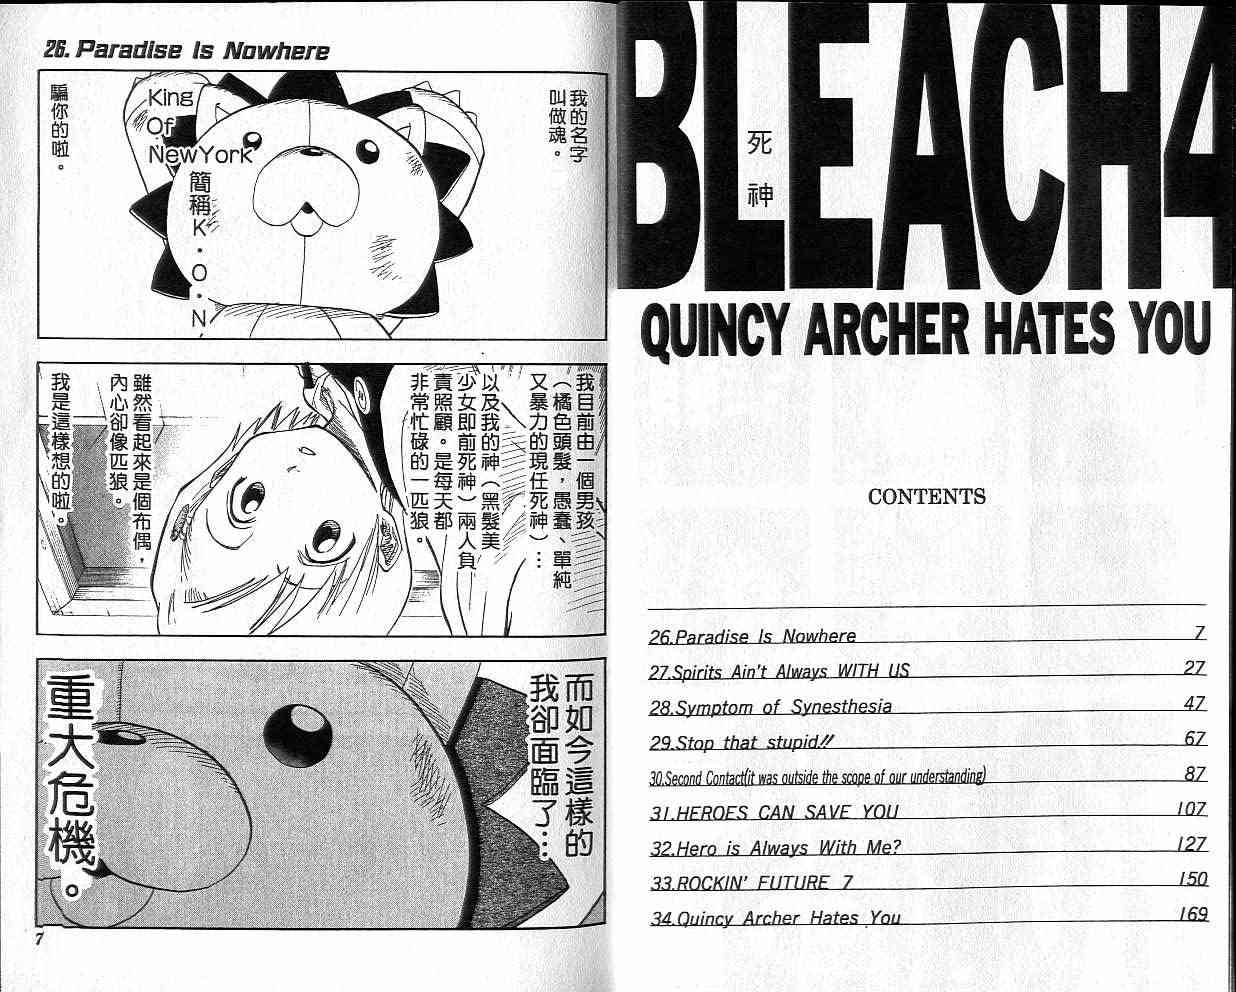 BLEACH4
死神
QUINCY ARCHER HATES YOU
CONTENTS
26.Paradise Is Nowhere 7
27.Spirits Ain't Always WITH US 27
28.Symptom of Synesthesia 47
29.Stop that stupid!! 67
30.Second Contact(it was outside the scope of our understanding) 87
31.HEROES CAN SAVE YOU 107
32.Hero is Always With Me? 127
33.ROCKIN' FUTURE 7 150
34.Quincy Archer Hates You 169
26. Paradise Is Nowhere
我的名字
叫做魂。
King
Of
NewYork
簡稱K．O．N，
騙你的啦。
我目前由一個男孩
（橘色頭髮，愚蠢、單純
又暴力的現任死神）…
以及我的神（黑髮美
少女即前死神）兩人負
責照顧。是每天都
非常忙碌的一匹狼。
雖然看起來是個布偶，
內心卻像匹狼。
我是這樣想的啦。
而如今這樣的
我卻面臨了…
重大危機。
7